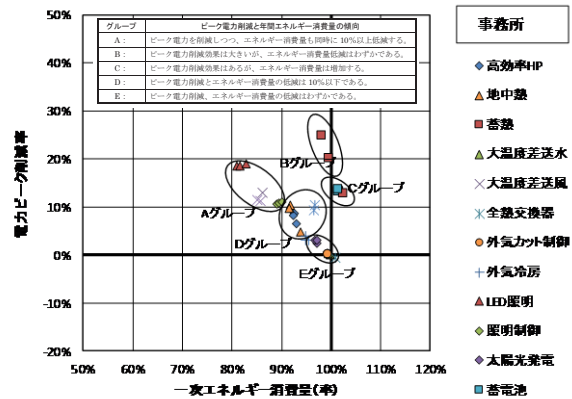 事務所
グループ ピーク電力削減と年間エネルギー消費量の傾向
A： ピーク電力を削減しつつ、エネルギー消費量も同時に10%以上低減する。
B： ピーク電力削減効果は大きいが、エネルギー消費量低減はわずかである。
C： ピーク電力削減効果はあるが、エネルギー消費量は増加する。
D： ピーク電力削減とエネルギー消費量の低減は10%以下である。
E： ピーク電力削減、エネルギー消費量の低減はわずかである。
50%
40%
30%
20%
10%
0%
10%
-20%
電力ピーク削減率
Bグループ
Cグループ
Aグループ
Dグループ
Eグループ
50% 60% 70% 80% 90% 100% 110% 120%
一次エネルギー消費量(率)
高効率HP
地中熱
蓄熱
大温度差送水
大温度差送風
全熱交換器
外気カット制御
外気冷房
LED照明
照明制御
太陽光発電
蓄電池